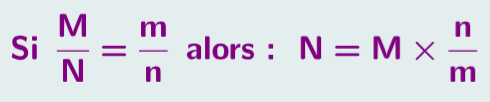 Si M/N = m/n alors : N = M × n/m